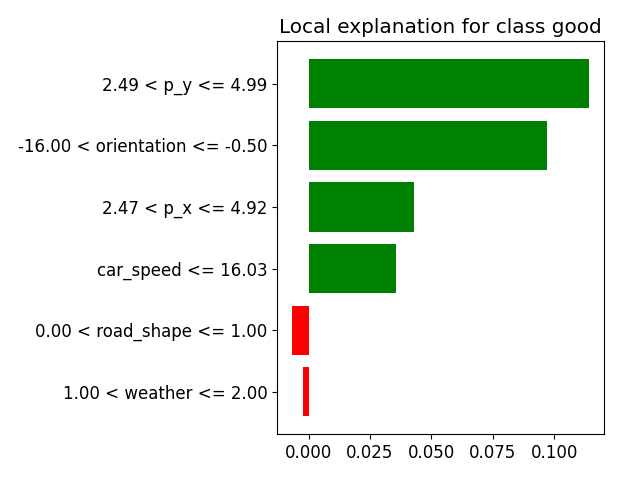 Local explanation for class good
2.49 < p_y <= 4.99
-16.00 < orientation <= -0.50
2.47 < p_x <= 4.92
car_speed <= 16.03
0.00 < road_shape <= 1.00
1.00 < weather <= 2.00
0.000 0.025 0.050 0.075 0.100